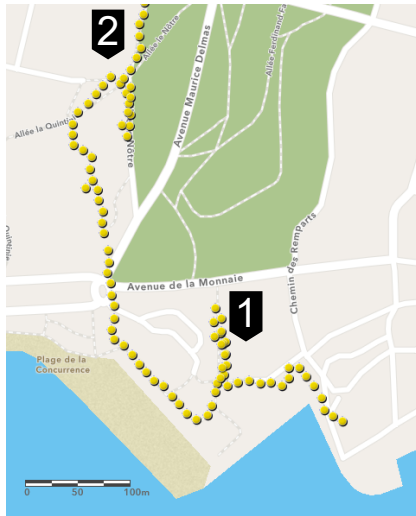 2
Allée le Nôtre
Allée Ferdinand Fa
Avenue Maurice Delmas
Allée la Quintinie
Nôtre
Quintinie
Chemin des Remparts
Avenue de la Monnaie
1
Plage de la
Concurrence
0 50 100m